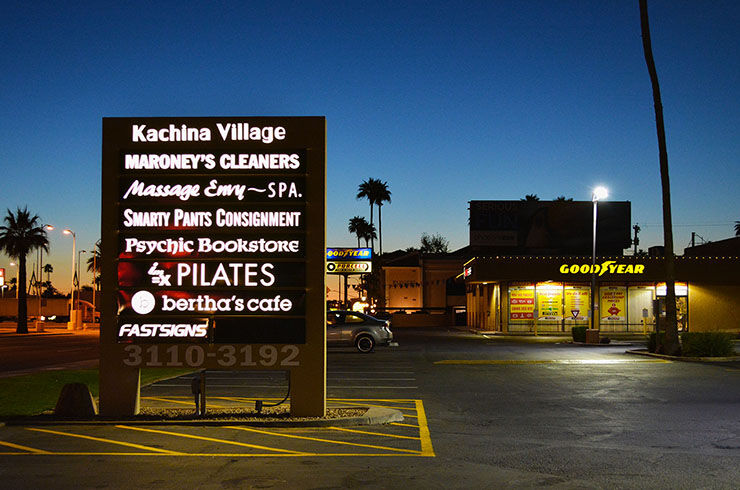 Kachina Village
MARONEY'S CLEANERS
Massage Envy~SPA.
SMARTY PANTS CONSIGNMENT
Psychic Bookstore
4x PILATES
bertha's cafe
FASTSIGNS
3110-3192
GOODYEAR
GOODYEAR